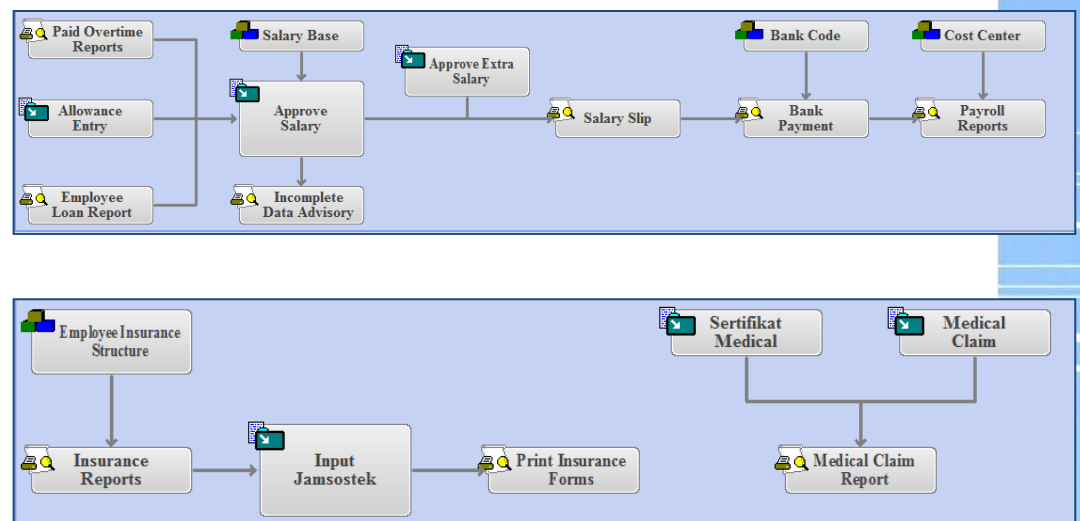 Paid Overtime
Reports
Salary Base
Approve Extra
Salary
Bank Code
Cost Center
Allowance
Entry
Approve
Salary
Salary Slip
Bank
Payment
Payroll
Reports
Employee
Loan Report
Incomplete
Data Advisory
Employee Insurance
Structure
Sertifikat
Medical
Medical
Claim
Insurance
Reports
Input
Jamsostek
Print Insurance
Forms
Medical Claim
Report